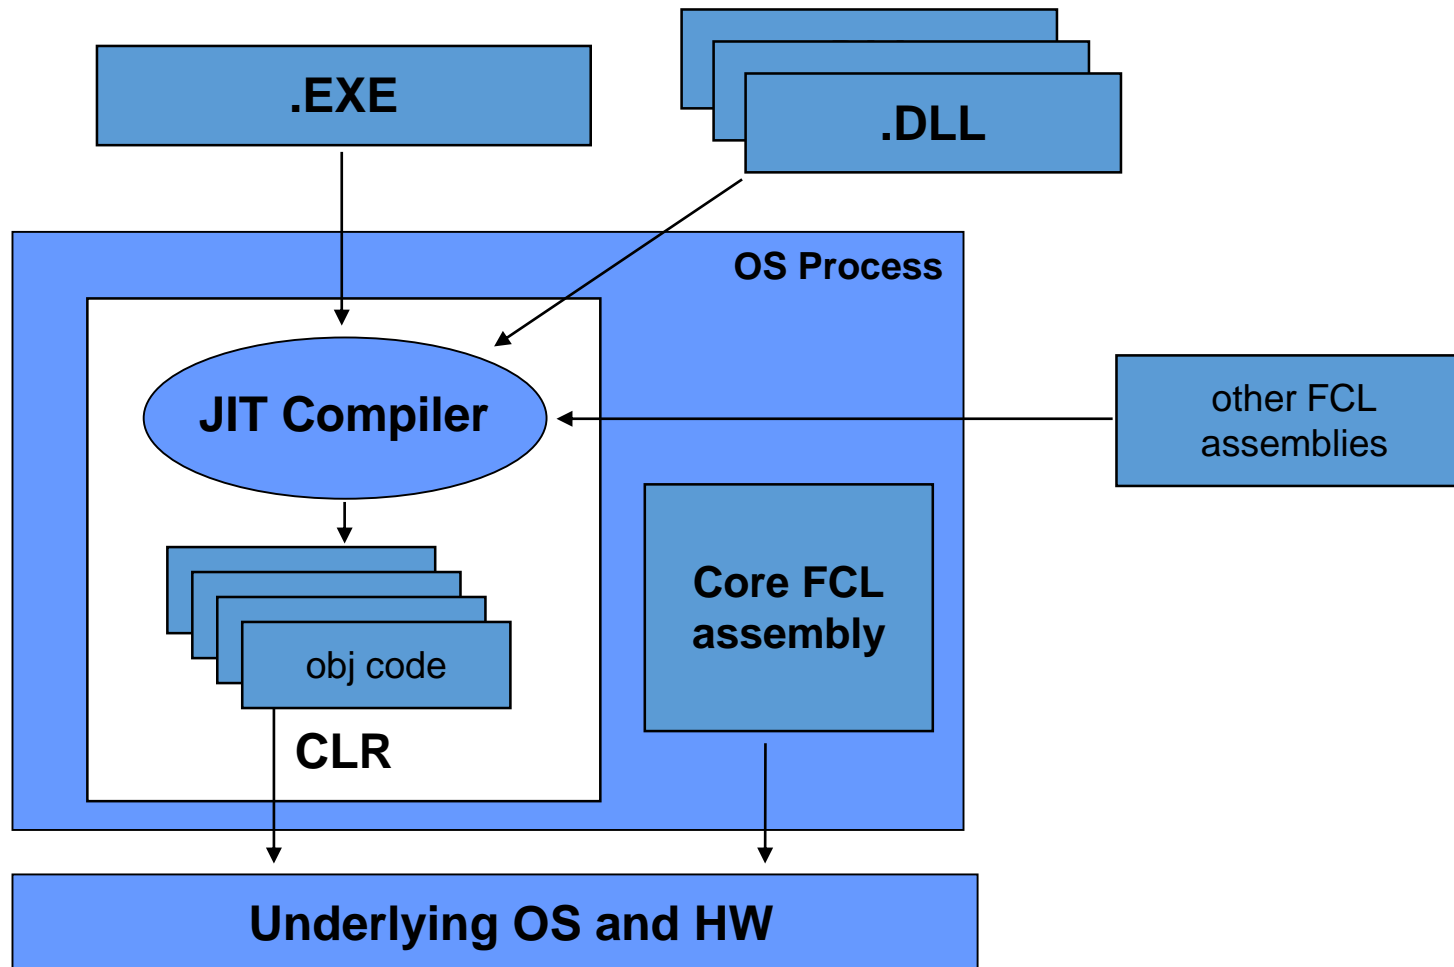 .EXE
.DLL
OS Process
JIT Compiler
other FCL
assemblies
Core FCL
assembly
obj code
CLR
Underlying OS and HW